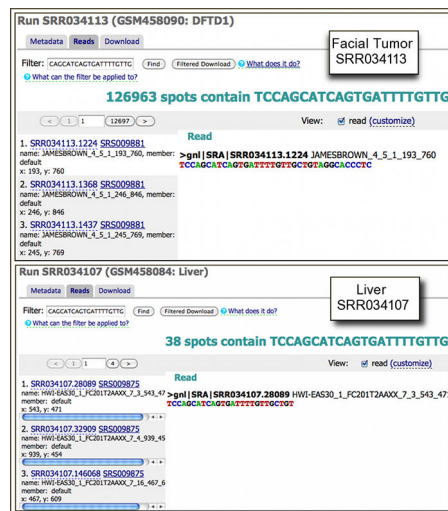 Run SRR034113 (GSM458090: DFTD1)
Metadata Reads Download
Facial Tumor
SRR034113
Filter: CAGCATCAGTGATTTTGTTG Find Filtered Download What does it do?
What can the filter be applied to?
126963 spots contain TCCAGCATCAGTGATTTTGTTG
< 1 1 12697 >
View: read (customize)
1. SRR034113.1224 SRS009881
name: JAMESBROWN_4_5_1_193_760, member:
default
x: 193, y: 760
2. SRR034113.1368 SRS009881
name: JAMESBROWN_4_5_1_246_846, member:
default
x: 246, y: 846
3. SRR034113.1437 SRS009881
name: JAMESBROWN_4_5_1_245_769, member:
default
x: 245, y: 769
Read
>gnl|SRA|SRR034113.1224 JAMESBROWN_4_5_1_193_760
TCCAGCATCAGTGATTTTGTTGCTGTAGGCACCCTC
Run SRR034107 (GSM458084: Liver)
Metadata Reads Download
Liver
SRR034107
Filter: CAGCATCAGTGATTTTGTTG Find Filtered Download What does it do?
What can the filter be applied to?
38 spots contain TCCAGCATCAGTGATTTTGTTG
< 1 1 4 >
View: read (customize)
1. SRR034107.28089 SRS009875
name: HWI-EAS30_1_FC201T2AAXX_7_3_543_47
member: default
x: 543, y: 471
2. SRR034107.32909 SRS009875
name: HWI-EAS30_1_FC201T2AAXX_7_4_939_45
member: default
x: 939, y: 454
3. SRR034107.146068 SRS009875
name: HWI-EAS30_1_FC201T2AAXX_7_16_467_6
member: default
x: 467, y: 609
Read
>gnl|SRA|SRR034107.28089 HWI-EAS30_1_FC201T2AAXX_7_3_543_47
TCCAGCATCAGTGATTTTGTTGCTGT